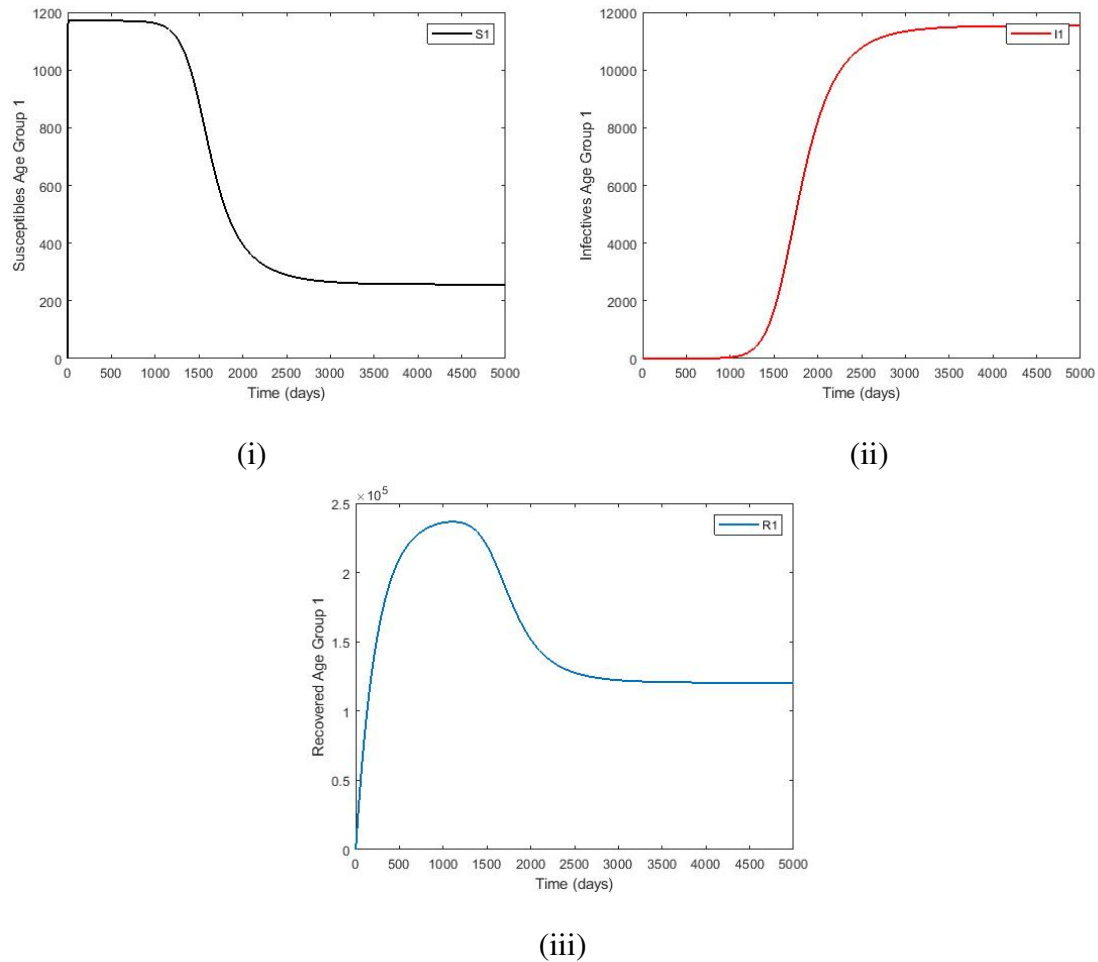 1200
1000
800
600
400
200
0
Susceptibles Age Group 1
S1
0 500 1000 1500 2000 2500 3000 3500 4000 4500 5000
Time (days)
(i)
12000
10000
8000
6000
4000
2000
0
Infectives Age Group 1
I1
0 500 1000 1500 2000 2500 3000 3500 4000 4500 5000
Time (days)
(ii)
×10^5
2.5
2
1.5
1
0.5
0
Recovered Age Group 1
R1
0 500 1000 1500 2000 2500 3000 3500 4000 4500 5000
Time (days)
(iii)